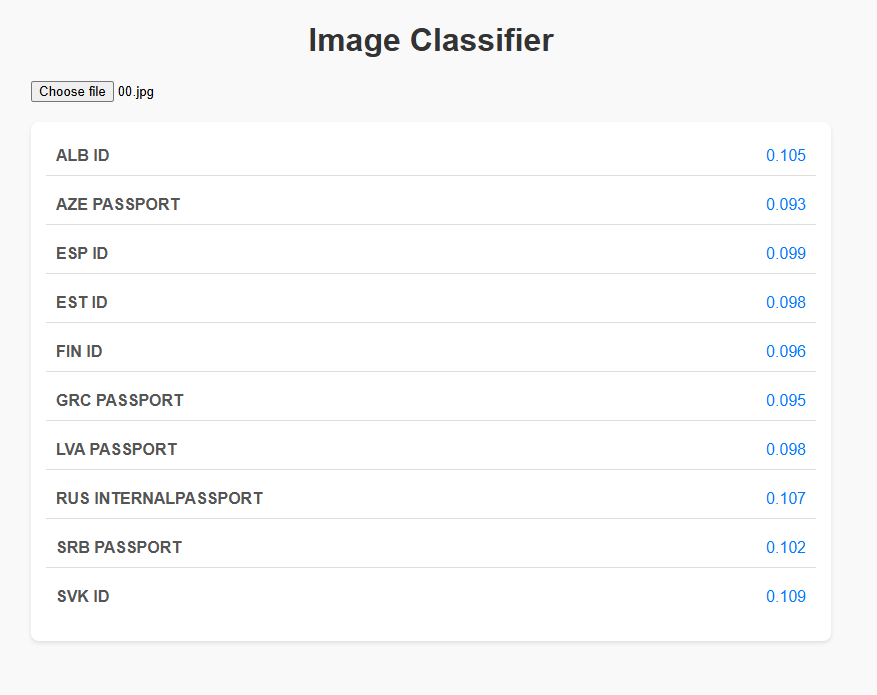 Image Classifier
Choose file 00.jpg
ALB ID 0.105
AZE PASSPORT 0.093
ESP ID 0.099
EST ID 0.098
FIN ID 0.096
GRC PASSPORT 0.095
LVA PASSPORT 0.098
RUS INTERNALPASSPORT 0.107
SRB PASSPORT 0.102
SVK ID 0.109